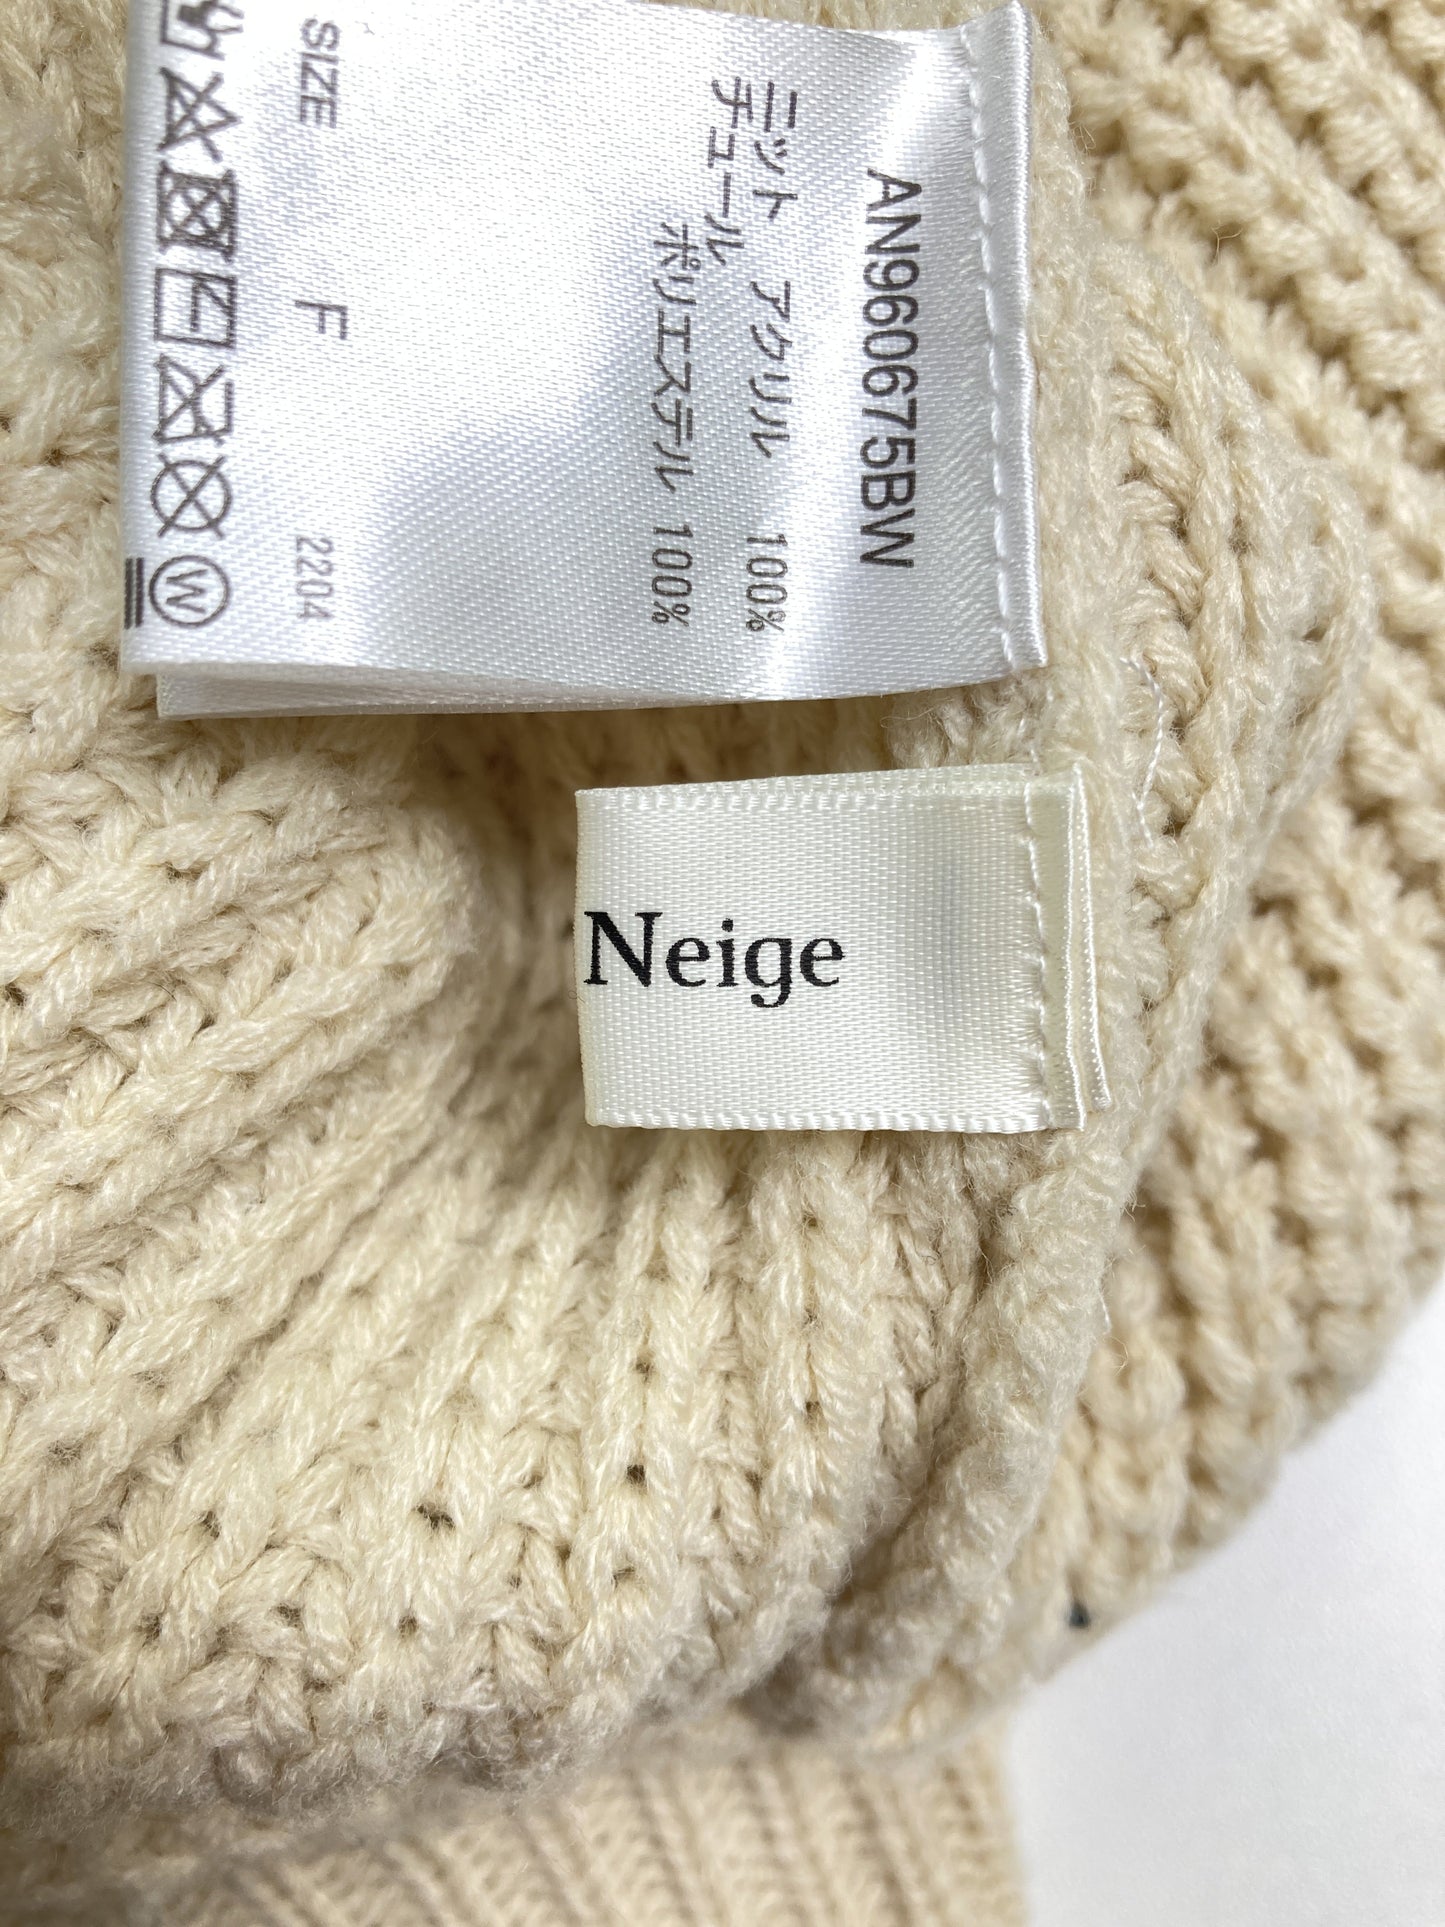 AN960675BW
ニット アクリル 100%
チュール
ポリエステル 100%
SIZE F 2204
W
Neige